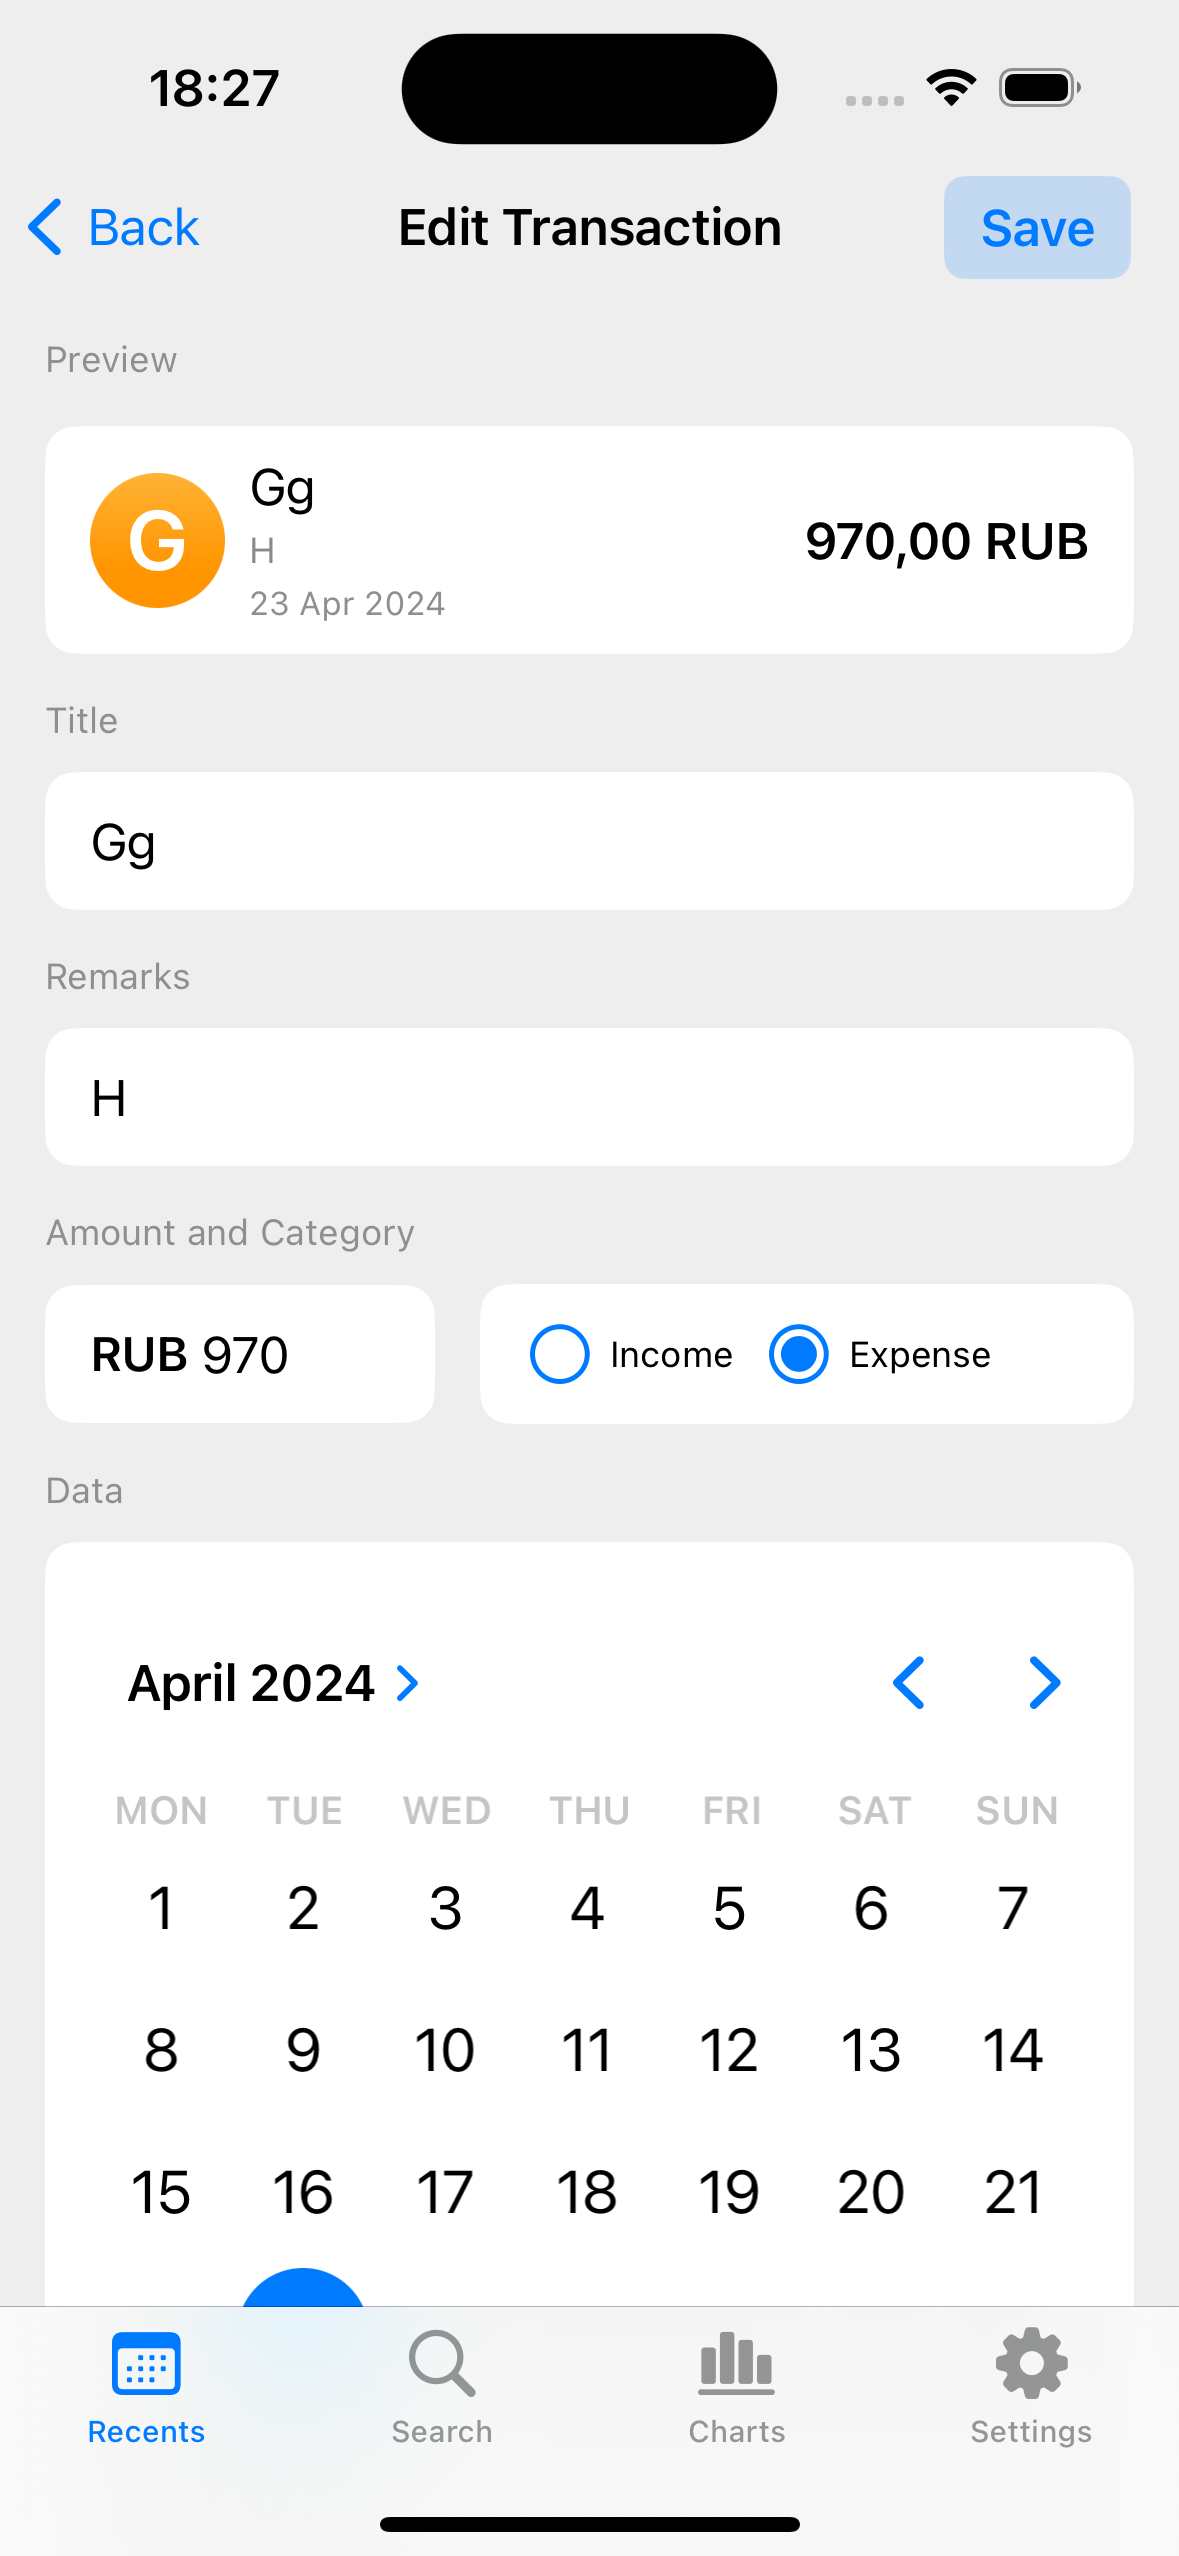 18:27
Back
Edit Transaction
Save
Preview
G
Gg
H
23 Apr 2024
970,00 RUB
Title
Gg
Remarks
H
Amount and Category
RUB 970
Income
Expense
Data
April 2024
MON TUE WED THU FRI SAT SUN
1 2 3 4 5 6 7
8 9 10 11 12 13 14
15 16 17 18 19 20 21
Recents
Search
Charts
Settings